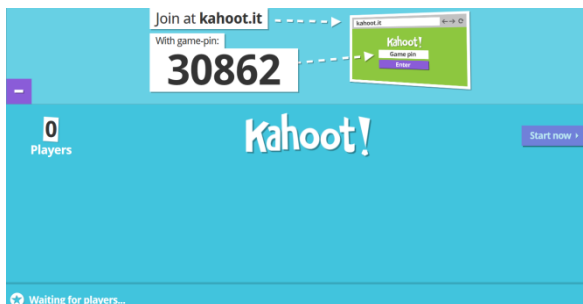 Join at kahoot.it
kahoot.it
With game-pin:
30862
Kahoot!
Game pin
Enter
0
Players
Kahoot!
Start now
Waiting for players...